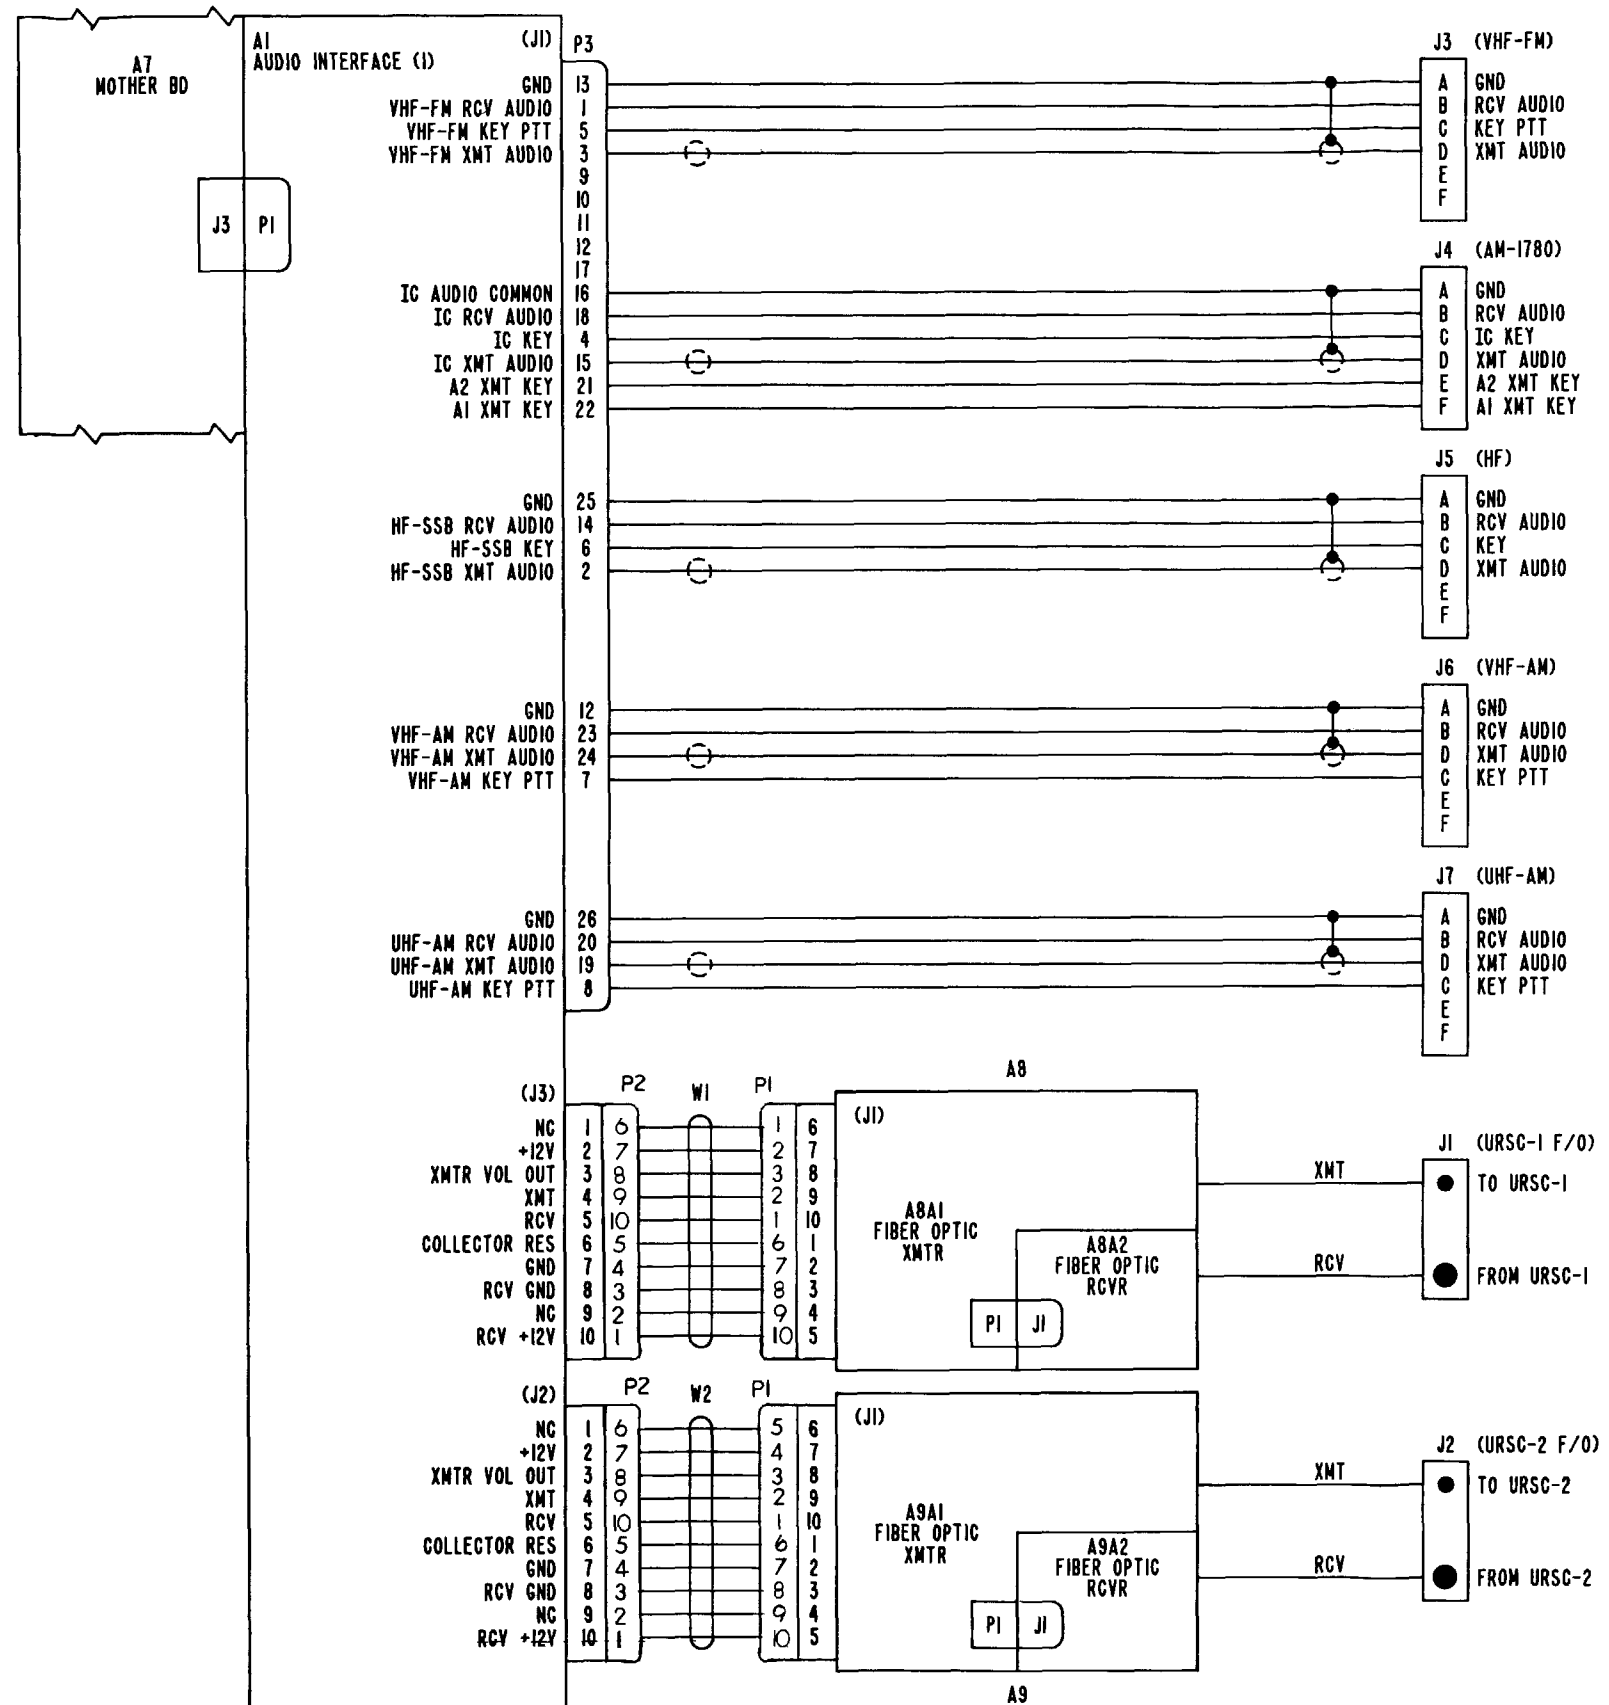 A7
MOTHER BD
A1
AUDIO INTERFACE (1)
(J1)
P3
J3 P1
GND 13
VHF-FM RCV AUDIO 1
VHF-FM KEY PTT 5
VHF-FM XMT AUDIO 3
9
10
11
12
17
IC AUDIO COMMON 16
IC RCV AUDIO 18
IC KEY 4
IC XMT AUDIO 15
A2 XMT KEY 21
A1 XMT KEY 22
GND 25
HF-SSB RCV AUDIO 14
HF-SSB KEY 6
HF-SSB XMT AUDIO 2
GND 12
VHF-AM RCV AUDIO 23
VHF-AM XMT AUDIO 24
VHF-AM KEY PTT 7
GND 26
UHF-AM RCV AUDIO 20
UHF-AM XMT AUDIO 19
UHF-AM KEY PTT 8
J3 (VHF-FM)
A GND
B RCV AUDIO
C KEY PTT
D XMT AUDIO
E
F
J4 (AM-1780)
A GND
B RCV AUDIO
C IC KEY
D XMT AUDIO
E A2 XMT KEY
F A1 XMT KEY
J5 (HF)
A GND
B RCV AUDIO
C KEY
D XMT AUDIO
E
F
J6 (VHF-AM)
A GND
B RCV AUDIO
D XMT AUDIO
C KEY PTT
E
F
J7 (UHF-AM)
A GND
B RCV AUDIO
D XMT AUDIO
C KEY PTT
E
F
(J3) P2 W1 P1
NC 1 6 1 6
+12V 2 7 2 7
XMTR VOL OUT 3 8 3 8
XMT 4 9 2 9
RCV 5 10 1 10
COLLECTOR RES 6 5 6 1
GND 7 4 7 2
RCV GND 8 3 8 3
NC 9 2 9 4
RCV +12V 10 1 10 5
A8
(J1)
A8A1
FIBER OPTIC
XMTR
A8A2
FIBER OPTIC
RCVR
P1 J1
XMT
RCV
J1 (URSC-1 F/O)
TO URSC-1
FROM URSC-1
(J2) P2 W2 P1
NC 1 6 5 6
+12V 2 7 4 7
XMTR VOL OUT 3 8 3 8
XMT 4 9 2 9
RCV 5 10 1 10
COLLECTOR RES 6 5 6 1
GND 7 4 7 2
RCV GND 8 3 8 3
NC 9 2 9 4
RCV +12V 10 1 10 5
(J1)
A9A1
FIBER OPTIC
XMTR
A9A2
FIBER OPTIC
RCVR
P1 J1
A9
XMT
RCV
J2 (URSC-2 F/O)
TO URSC-2
FROM URSC-2